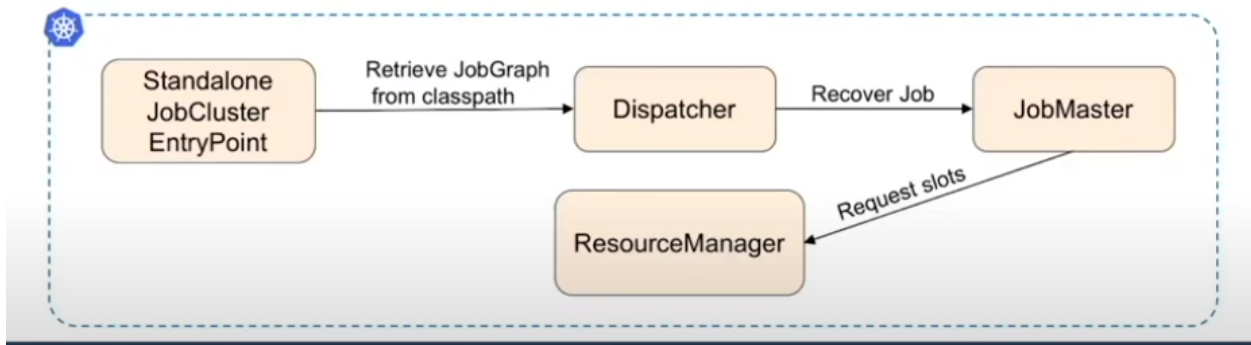 Standalone
JobCluster
EntryPoint
Retrieve JobGraph
from classpath
Dispatcher
Recover Job
JobMaster
Request slots
ResourceManager